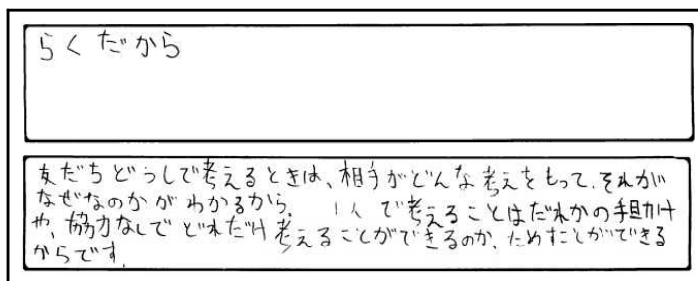 らくだから
友だちどうしで考えるときは、相手がどんな考えをもって、それが
なぜなのかがわかるから、 1人で考えることはだれかの手助け
や、協力なしでどれだけ考えることができるのか、ためすことができる
からです.